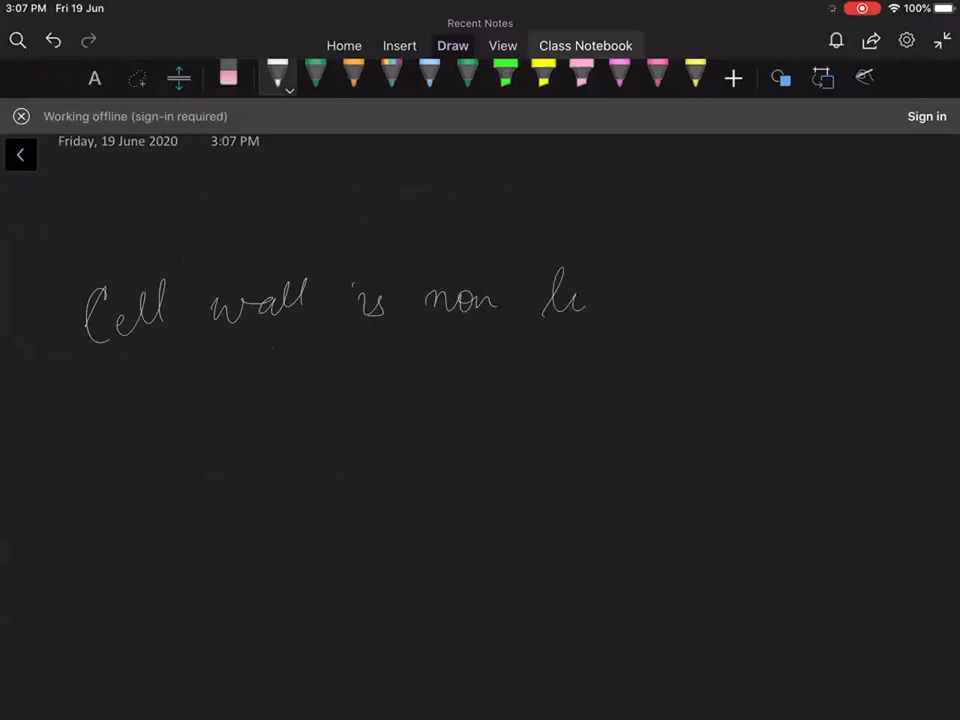 3:07 PM Fri 19 Jun 100%
Recent Notes
Home Insert Draw View Class Notebook
A
Working offline (sign-in required) Sign in
Friday, 19 June 2020 3:07 PM
Cell wall is non li